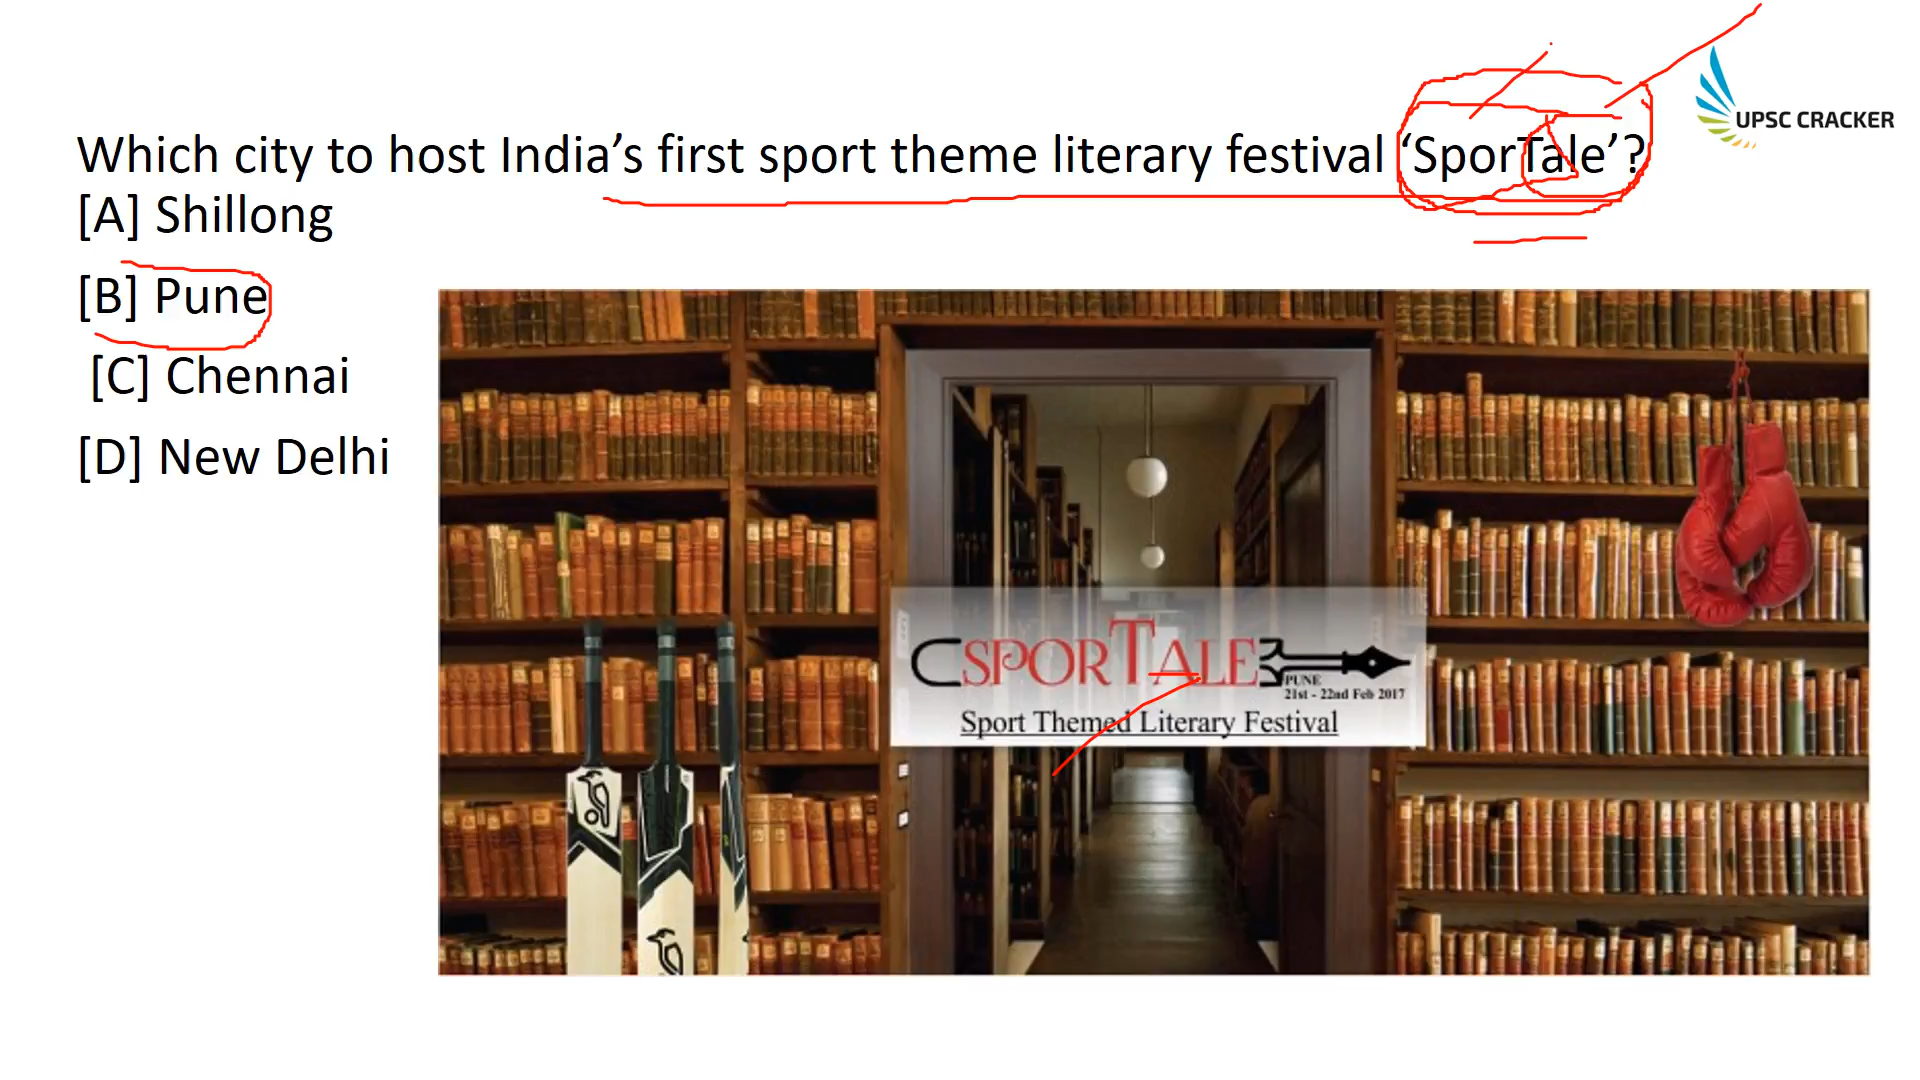 UPSC CRACKER
Which city to host India’s first sport theme literary festival ‘SporTale’?
[A] Shillong
[B] Pune
[C] Chennai
[D] New Delhi
SPORTALE
PUNE
21st - 22nd Feb 2017
Sport Themed Literary Festival